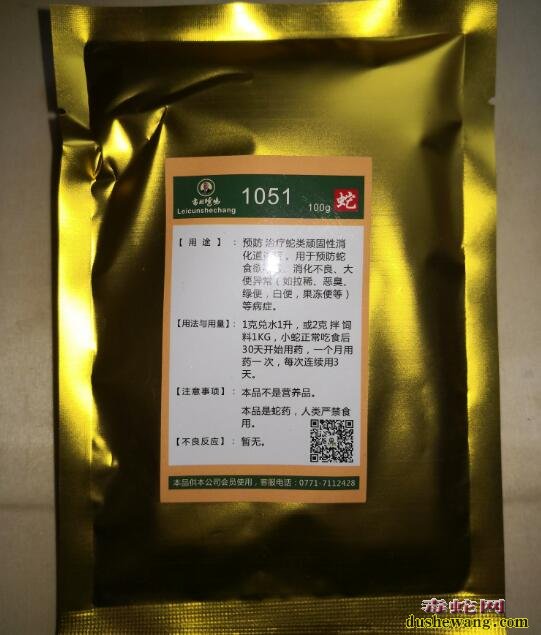 1051
Leicunshechang
100g 蛇
【 用 途 】： 预防 治疗蛇类顽固性消
化道 。用于预防蛇
食欲 消化不良、大
便异常（如拉稀、恶臭、
绿便，白便，果冻便等）
等病症。
【用法与用量】： 1克兑水1升，或2克 拌 饲
料1KG，小蛇正常吃食后
30天开始用药，一个月用
药一 次，每次连续用3
天。
【注意事项】： 本品不是营养品。
本品是蛇药，人类严禁食
用。
【不良反应】： 暂无。
本品供本公司会员使用，客服电话：0771-7112428
毒蛇网
dushewang.com